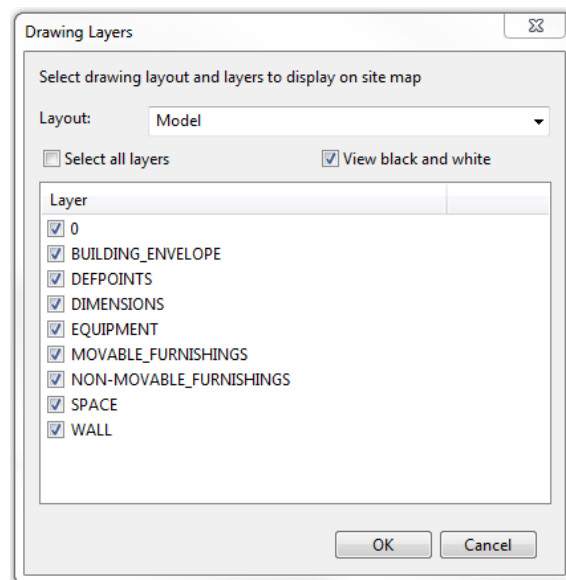 Drawing Layers
Select drawing layout and layers to display on site map
Layout: Model
Select all layers View black and white
Layer
0
BUILDING_ENVELOPE
DEFPOINTS
DIMENSIONS
EQUIPMENT
MOVABLE_FURNISHINGS
NON-MOVABLE_FURNISHINGS
SPACE
WALL
OK Cancel